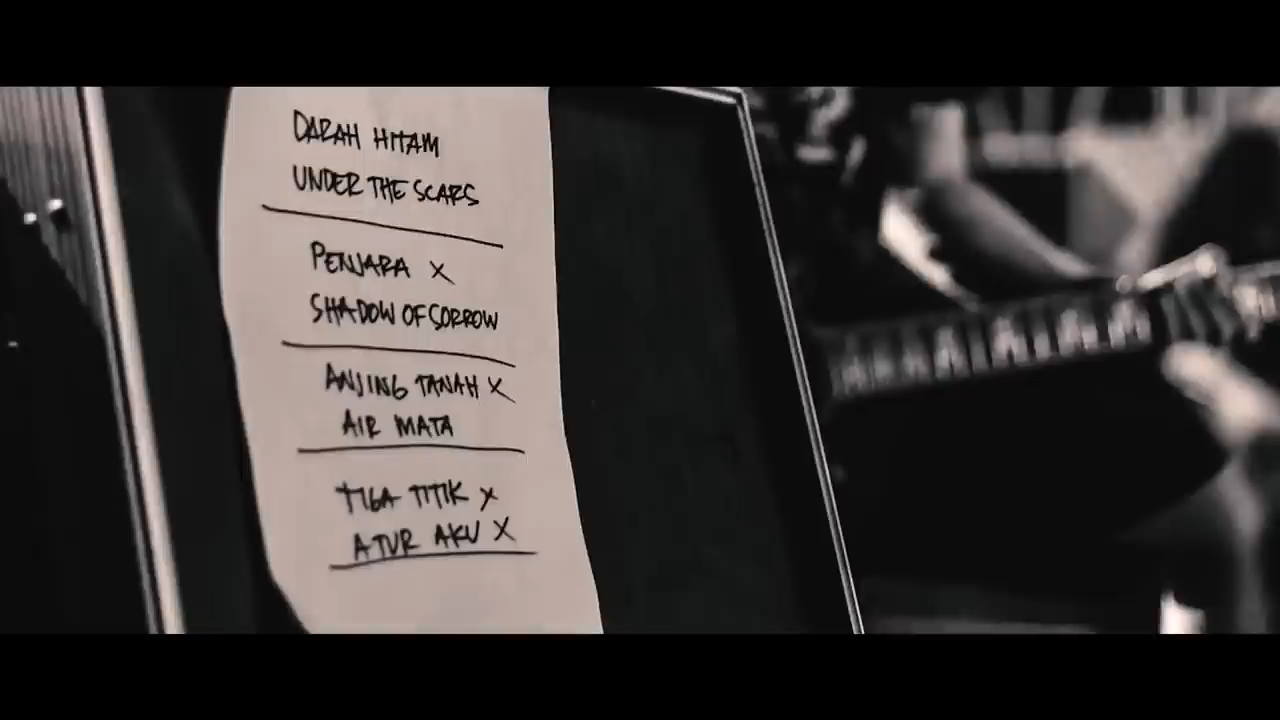 DARAH HITAM
UNDER THE SCARS
PENJARA X
SHADOW OF SORROW
ANJING TANAH X
AIR MATA
TIGA TITIK X
ATUR AKU X